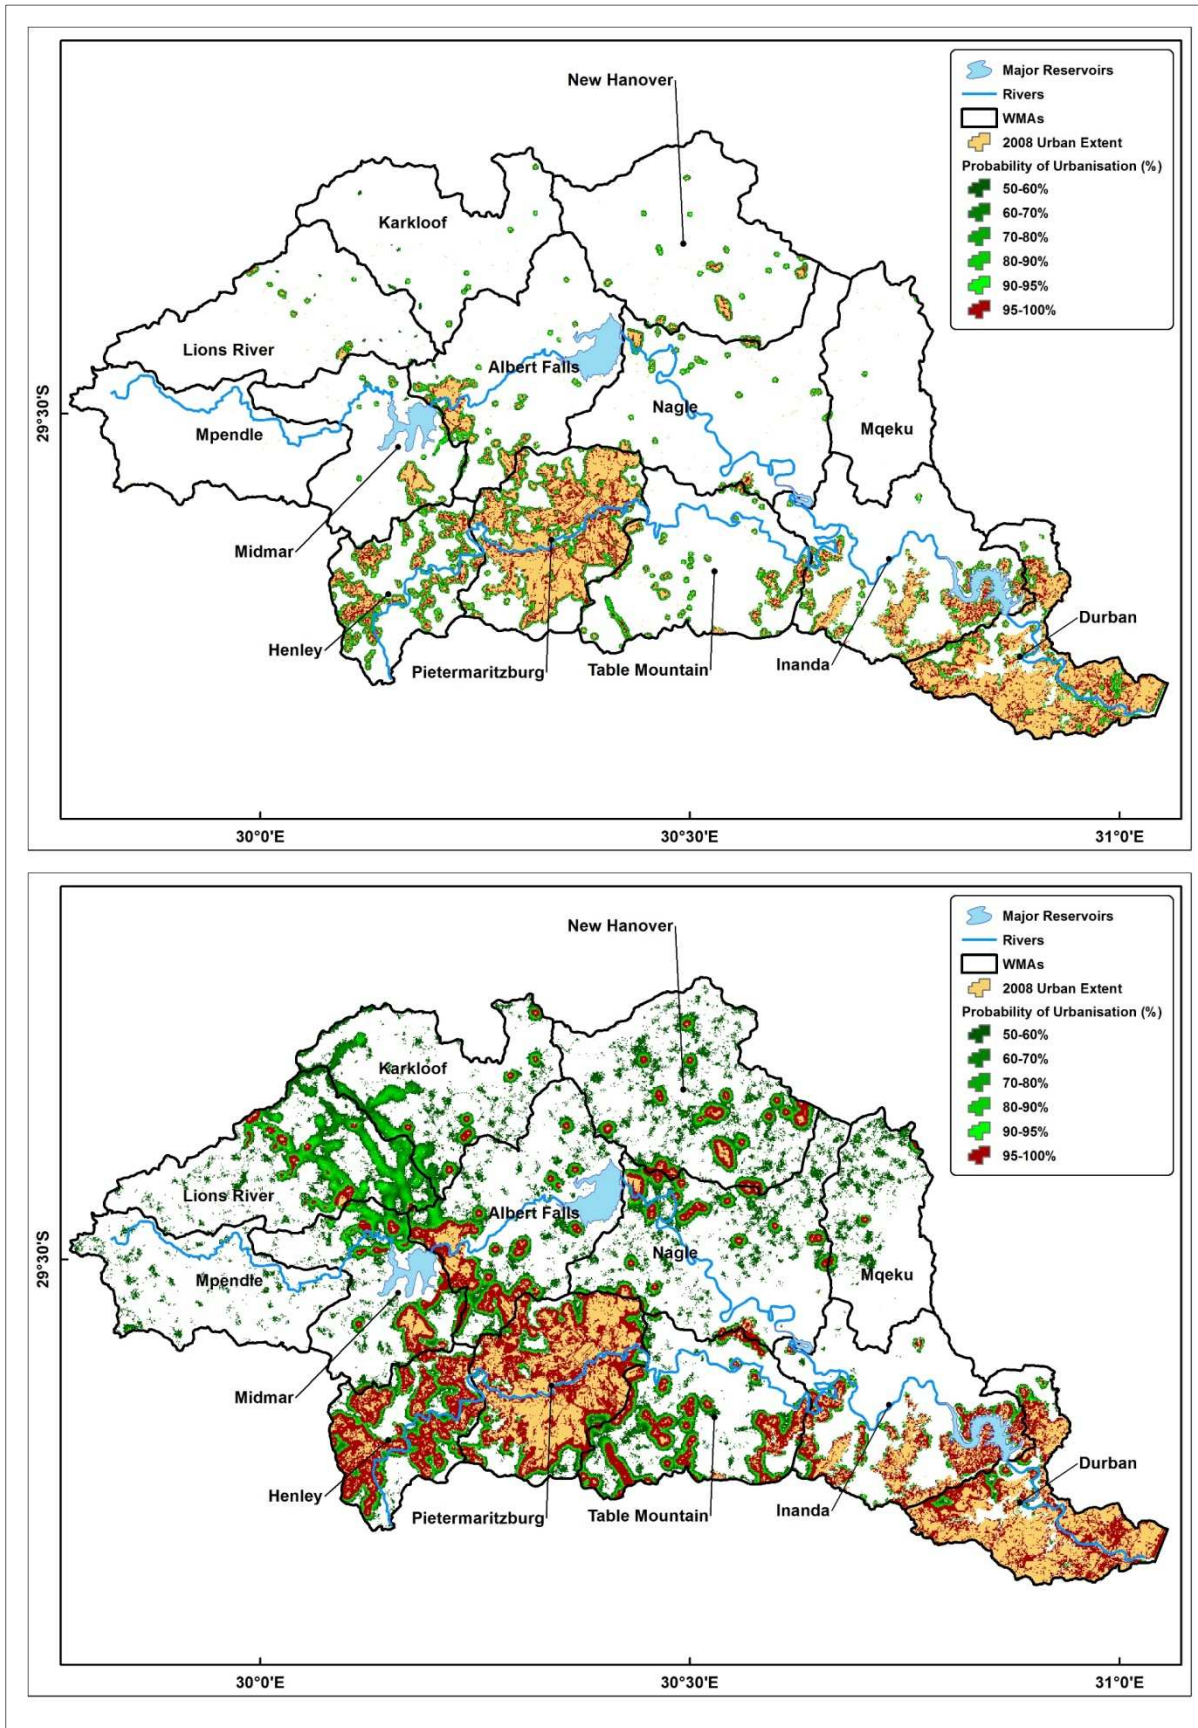 New Hanover
Major Reservoirs
Rivers
WMAs
2008 Urban Extent
Probability of Urbanisation (%)
50-60%
60-70%
70-80%
80-90%
90-95%
95-100%
Karkloof
Lions River
Albert Falls
29°30'S
Nagle
Mqeku
Mpendle
Midmar
Durban
Henley
Pietermaritzburg
Table Mountain
Inanda
30°0'E
30°30'E
31°0'E
New Hanover
Major Reservoirs
Rivers
WMAs
2008 Urban Extent
Probability of Urbanisation (%)
50-60%
60-70%
70-80%
80-90%
90-95%
95-100%
Karkloof
Lions River
Albert Falls
29°30'S
Nagle
Mqeku
Mpendle
Midmar
Durban
Henley
Pietermaritzburg
Table Mountain
Inanda
30°0'E
30°30'E
31°0'E